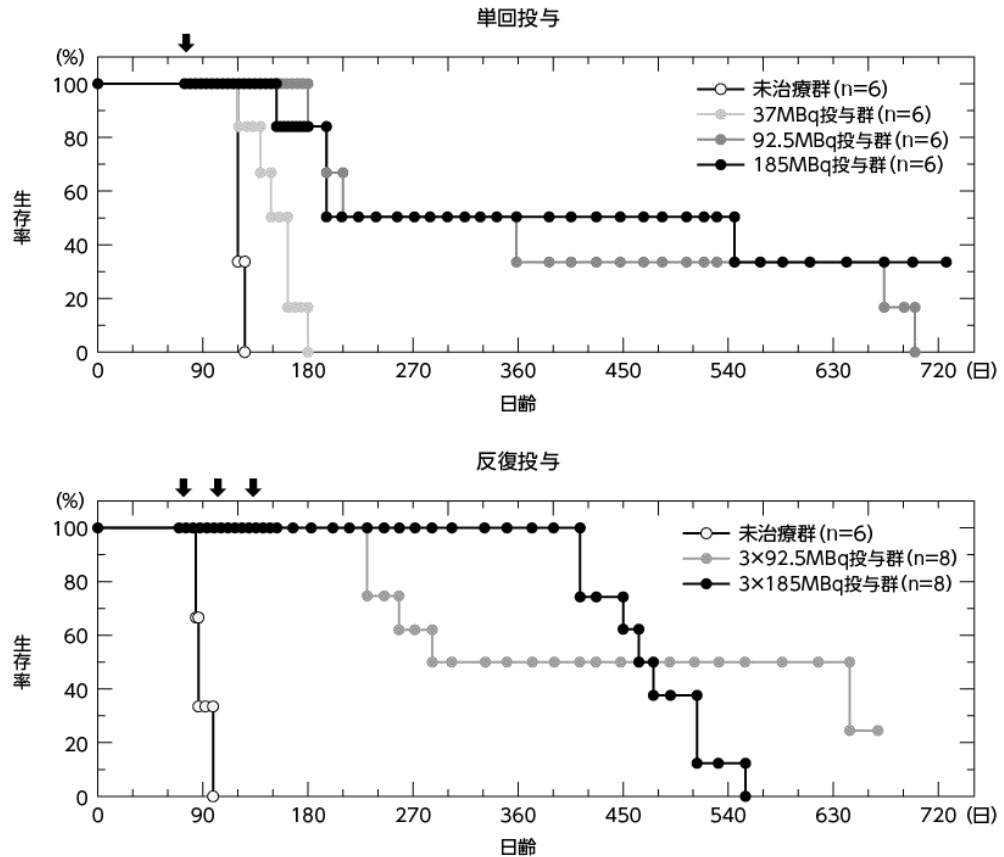 単回投与
(%)
100
80
60
40
20
0
生存率
未治療群(n=6)
37MBq投与群(n=6)
92.5MBq投与群(n=6)
185MBq投与群(n=6)
0 90 180 270 360 450 540 630 720 (日)
日齢
反復投与
(%)
100
80
60
40
20
0
生存率
未治療群(n=6)
3×92.5MBq投与群(n=8)
3×185MBq投与群(n=8)
0 90 180 270 360 450 540 630 720 (日)
日齢